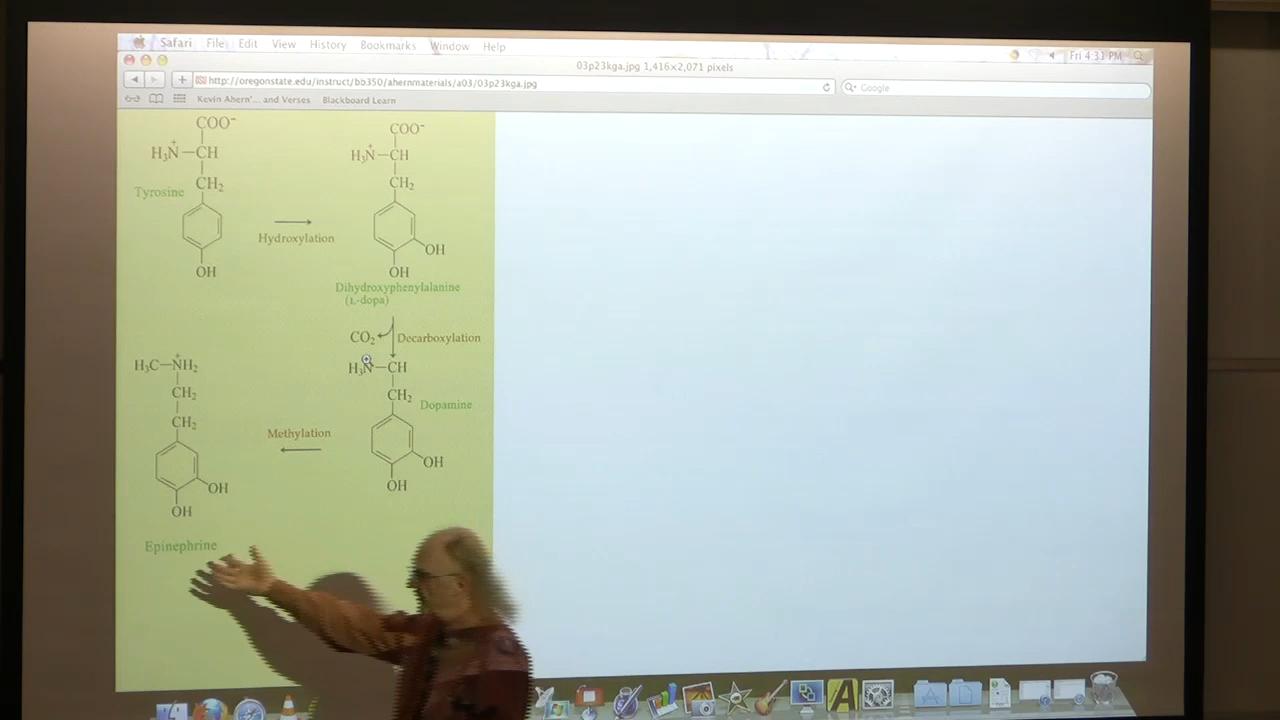 Safari File Edit View History Bookmarks Window Help Fri 4:31 PM
03p23kga.jpg 1,416×2,071 pixels
http://oregonstate.edu/instruct/bb350/ahernmaterials/a03/03p23kga.jpg
Google
Kevin Ahern'... and Verses Blackboard Learn
COO⁻ COO⁻
H₃N⁺—CH H₃N⁺—CH
CH₂ CH₂
Tyrosine
Hydroxylation
OH
OH OH
Dihydroxyphenylalanine
(L-dopa)
CO₂ Decarboxylation
H₃C—N⁺H₂ H₃N—CH
CH₂ CH₂
Dopamine
CH₂
Methylation
OH
OH
OH
OH
Epinephrine